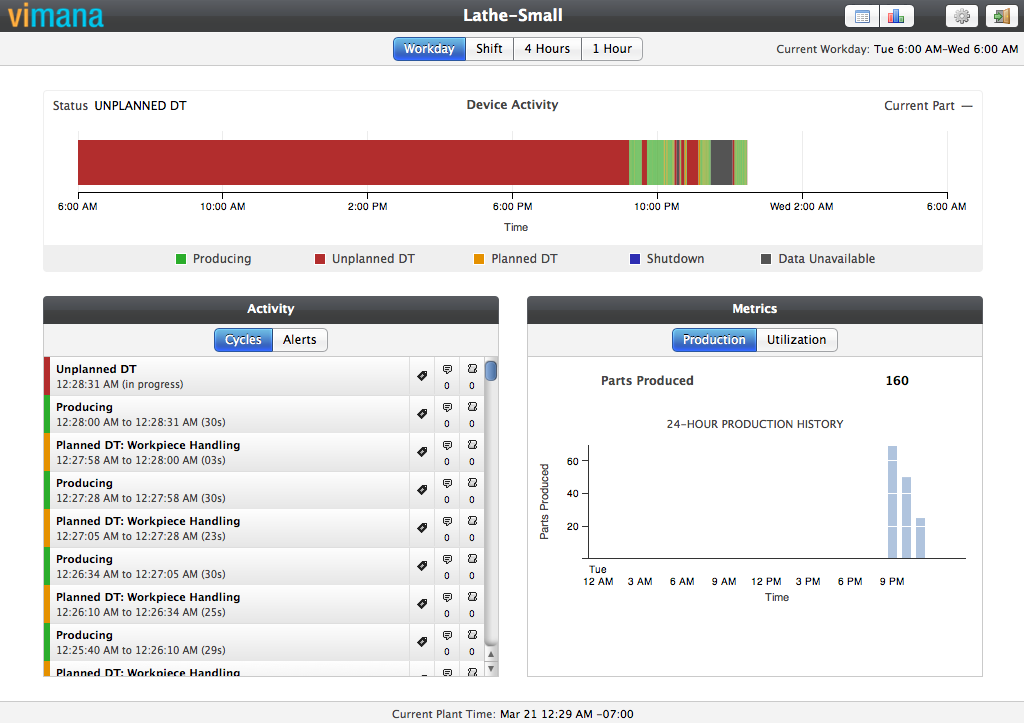 vimana
Lathe-Small
Workday Shift 4 Hours 1 Hour
Current Workday: Tue 6:00 AM-Wed 6:00 AM
Status UNPLANNED DT
Device Activity
Current Part —
6:00 AM 10:00 AM 2:00 PM 6:00 PM 10:00 PM Wed 2:00 AM 6:00 AM
Time
Producing Unplanned DT Planned DT Shutdown Data Unavailable
Activity
Cycles Alerts
Unplanned DT
12:28:31 AM (in progress)
0 0
Producing
12:28:00 AM to 12:28:31 AM (30s)
0 0
Planned DT: Workpiece Handling
12:27:58 AM to 12:28:00 AM (03s)
0 0
Producing
12:27:28 AM to 12:27:58 AM (30s)
0 0
Planned DT: Workpiece Handling
12:27:05 AM to 12:27:28 AM (23s)
0 0
Producing
12:26:34 AM to 12:27:05 AM (30s)
0 0
Planned DT: Workpiece Handling
12:26:10 AM to 12:26:34 AM (25s)
0 0
Producing
12:25:40 AM to 12:26:10 AM (29s)
0 0
Planned DT: Workpiece Handling
Metrics
Production Utilization
Parts Produced 160
24-HOUR PRODUCTION HISTORY
Parts Produced
60
40
20
Tue
12 AM 3 AM 6 AM 9 AM 12 PM 3 PM 6 PM 9 PM
Time
Current Plant Time: Mar 21 12:29 AM -07:00